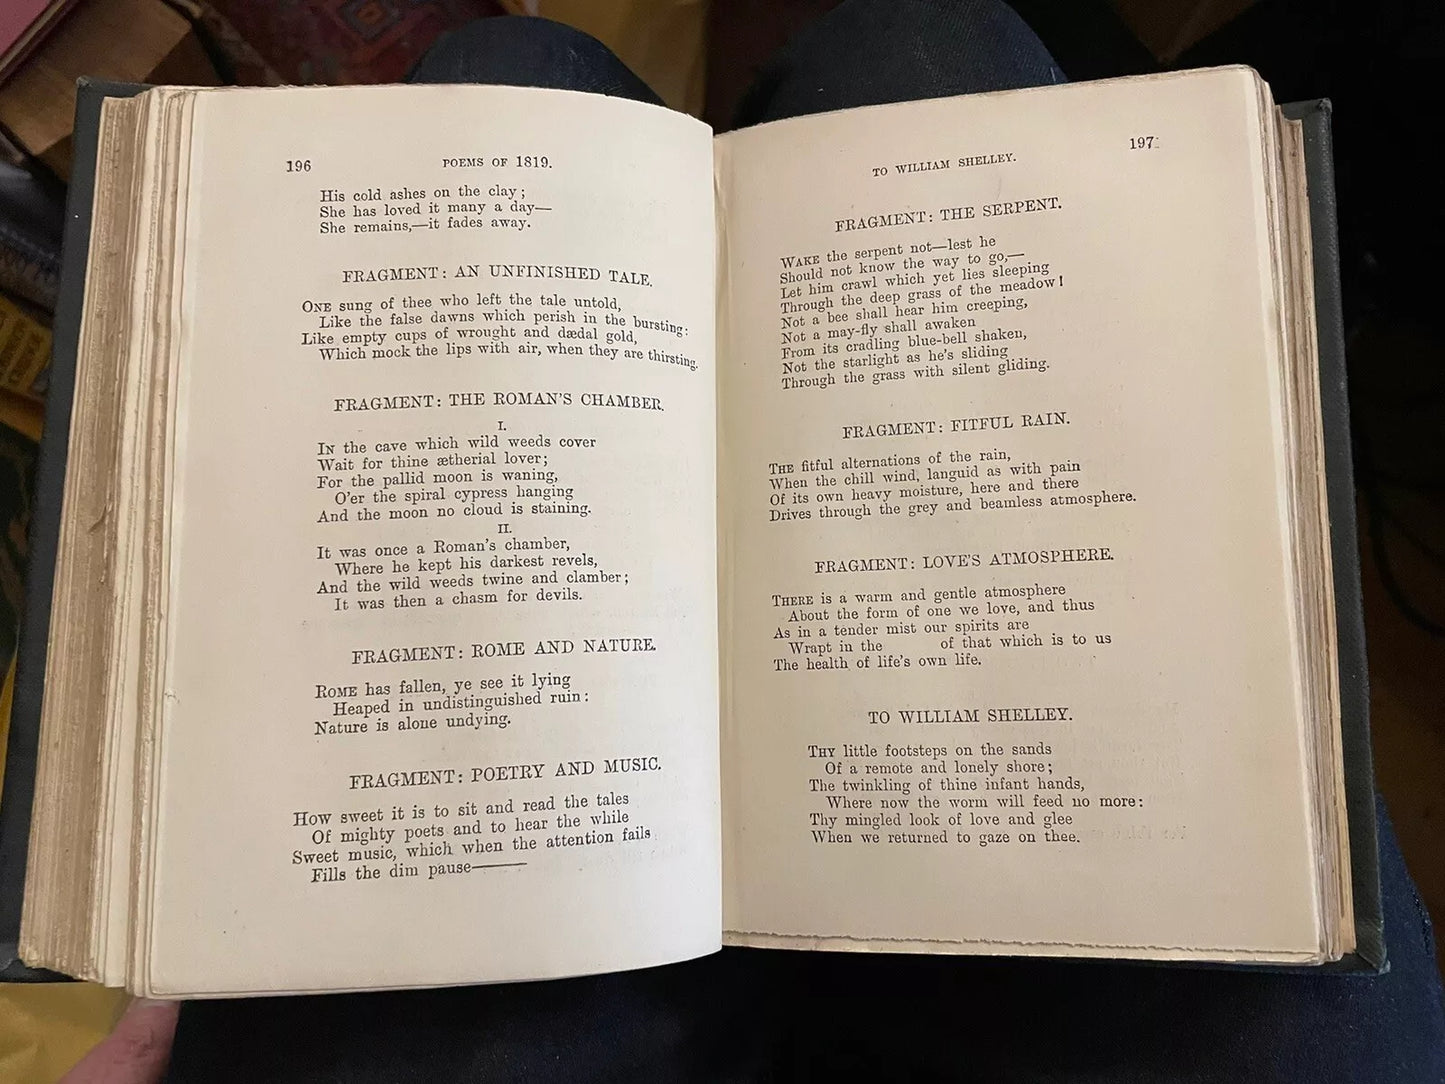 196
POEMS OF 1819.
His cold ashes on the clay;
She has loved it many a day—
She remains,—it fades away.
FRAGMENT: AN UNFINISHED TALE.
ONE sung of thee who left the tale untold,
Like the false dawns which perish in the bursting:
Like empty cups of wrought and dædal gold,
Which mock the lips with air, when they are thirsting.
FRAGMENT: THE ROMAN'S CHAMBER.
I.
IN the cave which wild weeds cover
Wait for thine ætherial lover;
For the pallid moon is waning,
O'er the spiral cypress hanging
And the moon no cloud is staining.
II.
It was once a Roman's chamber,
Where he kept his darkest revels,
And the wild weeds twine and clamber;
It was then a chasm for devils.
FRAGMENT: ROME AND NATURE.
ROME has fallen, ye see it lying
Heaped in undistinguished ruin:
Nature is alone undying.
FRAGMENT: POETRY AND MUSIC.
How sweet it is to sit and read the tales
Of mighty poets and to hear the while
Sweet music, which when the attention fails
Fills the dim pause———
TO WILLIAM SHELLEY.
197
FRAGMENT: THE SERPENT.
WAKE the serpent not—lest he
Should not know the way to go,—
Let him crawl which yet lies sleeping
Through the deep grass of the meadow!
Not a bee shall hear him creeping,
Not a may-fly shall awaken
From its cradling blue-bell shaken,
Not the starlight as he's sliding
Through the grass with silent gliding.
FRAGMENT: FITFUL RAIN.
THE fitful alternations of the rain,
When the chill wind, languid as with pain
Of its own heavy moisture, here and there
Drives through the grey and beamless atmosphere.
FRAGMENT: LOVE'S ATMOSPHERE.
THERE is a warm and gentle atmosphere
About the form of one we love, and thus
As in a tender mist our spirits are
Wrapt in the of that which is to us
The health of life's own life.
TO WILLIAM SHELLEY.
THY little footsteps on the sands
Of a remote and lonely shore;
The twinkling of thine infant hands,
Where now the worm will feed no more:
Thy mingled look of love and glee
When we returned to gaze on thee.